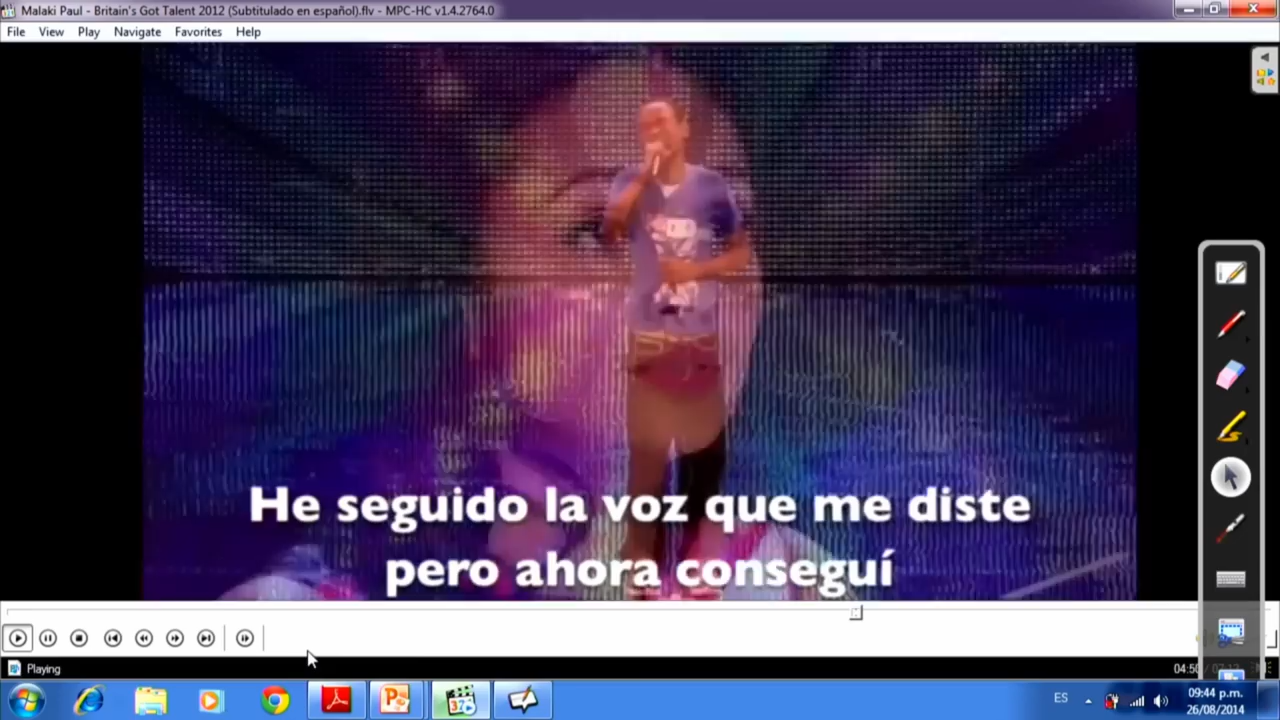 Malaki Paul - Britain's Got Talent 2012 (Subtitulado en español).flv - MPC-HC v1.4.2764.0
File View Play Navigate Favorites Help
He seguido la voz que me diste
pero ahora conseguí
Playing
04:50
ES
09:44 p.m.
26/08/2014